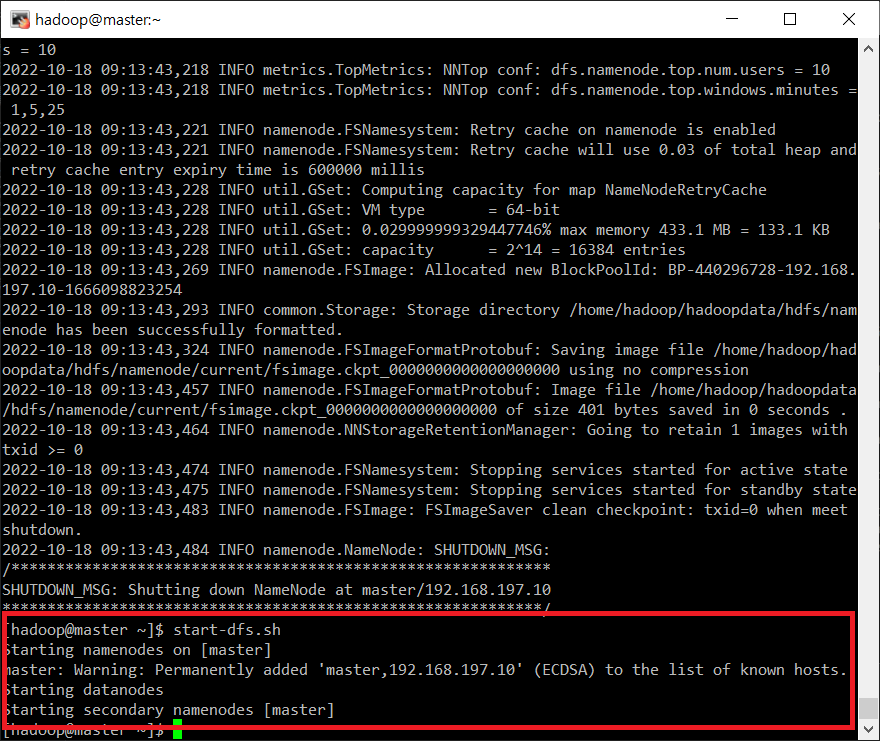 hadoop@master:~
s = 10
2022-10-18 09:13:43,218 INFO metrics.TopMetrics: NNTop conf: dfs.namenode.top.num.users = 10
2022-10-18 09:13:43,218 INFO metrics.TopMetrics: NNTop conf: dfs.namenode.top.windows.minutes =
1,5,25
2022-10-18 09:13:43,221 INFO namenode.FSNamesystem: Retry cache on namenode is enabled
2022-10-18 09:13:43,221 INFO namenode.FSNamesystem: Retry cache will use 0.03 of total heap and
retry cache entry expiry time is 600000 millis
2022-10-18 09:13:43,228 INFO util.GSet: Computing capacity for map NameNodeRetryCache
2022-10-18 09:13:43,228 INFO util.GSet: VM type       = 64-bit
2022-10-18 09:13:43,228 INFO util.GSet: 0.029999999329447746% max memory 433.1 MB = 133.1 KB
2022-10-18 09:13:43,228 INFO util.GSet: capacity      = 2^14 = 16384 entries
2022-10-18 09:13:43,269 INFO namenode.FSImage: Allocated new BlockPoolId: BP-440296728-192.168.
197.10-1666098823254
2022-10-18 09:13:43,293 INFO common.Storage: Storage directory /home/hadoop/hadoopdata/hdfs/nam
enode has been successfully formatted.
2022-10-18 09:13:43,324 INFO namenode.FSImageFormatProtobuf: Saving image file /home/hadoop/had
oopdata/hdfs/namenode/current/fsimage.ckpt_0000000000000000000 using no compression
2022-10-18 09:13:43,457 INFO namenode.FSImageFormatProtobuf: Image file /home/hadoop/hadoopdata
/hdfs/namenode/current/fsimage.ckpt_0000000000000000000 of size 401 bytes saved in 0 seconds .
2022-10-18 09:13:43,464 INFO namenode.NNStorageRetentionManager: Going to retain 1 images with
txid >= 0
2022-10-18 09:13:43,474 INFO namenode.FSNamesystem: Stopping services started for active state
2022-10-18 09:13:43,475 INFO namenode.FSNamesystem: Stopping services started for standby state
2022-10-18 09:13:43,483 INFO namenode.FSImage: FSImageSaver clean checkpoint: txid=0 when meet
shutdown.
2022-10-18 09:13:43,484 INFO namenode.NameNode: SHUTDOWN_MSG:
/************************************************************
SHUTDOWN_MSG: Shutting down NameNode at master/192.168.197.10
************************************************************/
[hadoop@master ~]$ start-dfs.sh
Starting namenodes on [master]
master: Warning: Permanently added 'master,192.168.197.10' (ECDSA) to the list of known hosts.
Starting datanodes
Starting secondary namenodes [master]
[hadoop@master ~]$